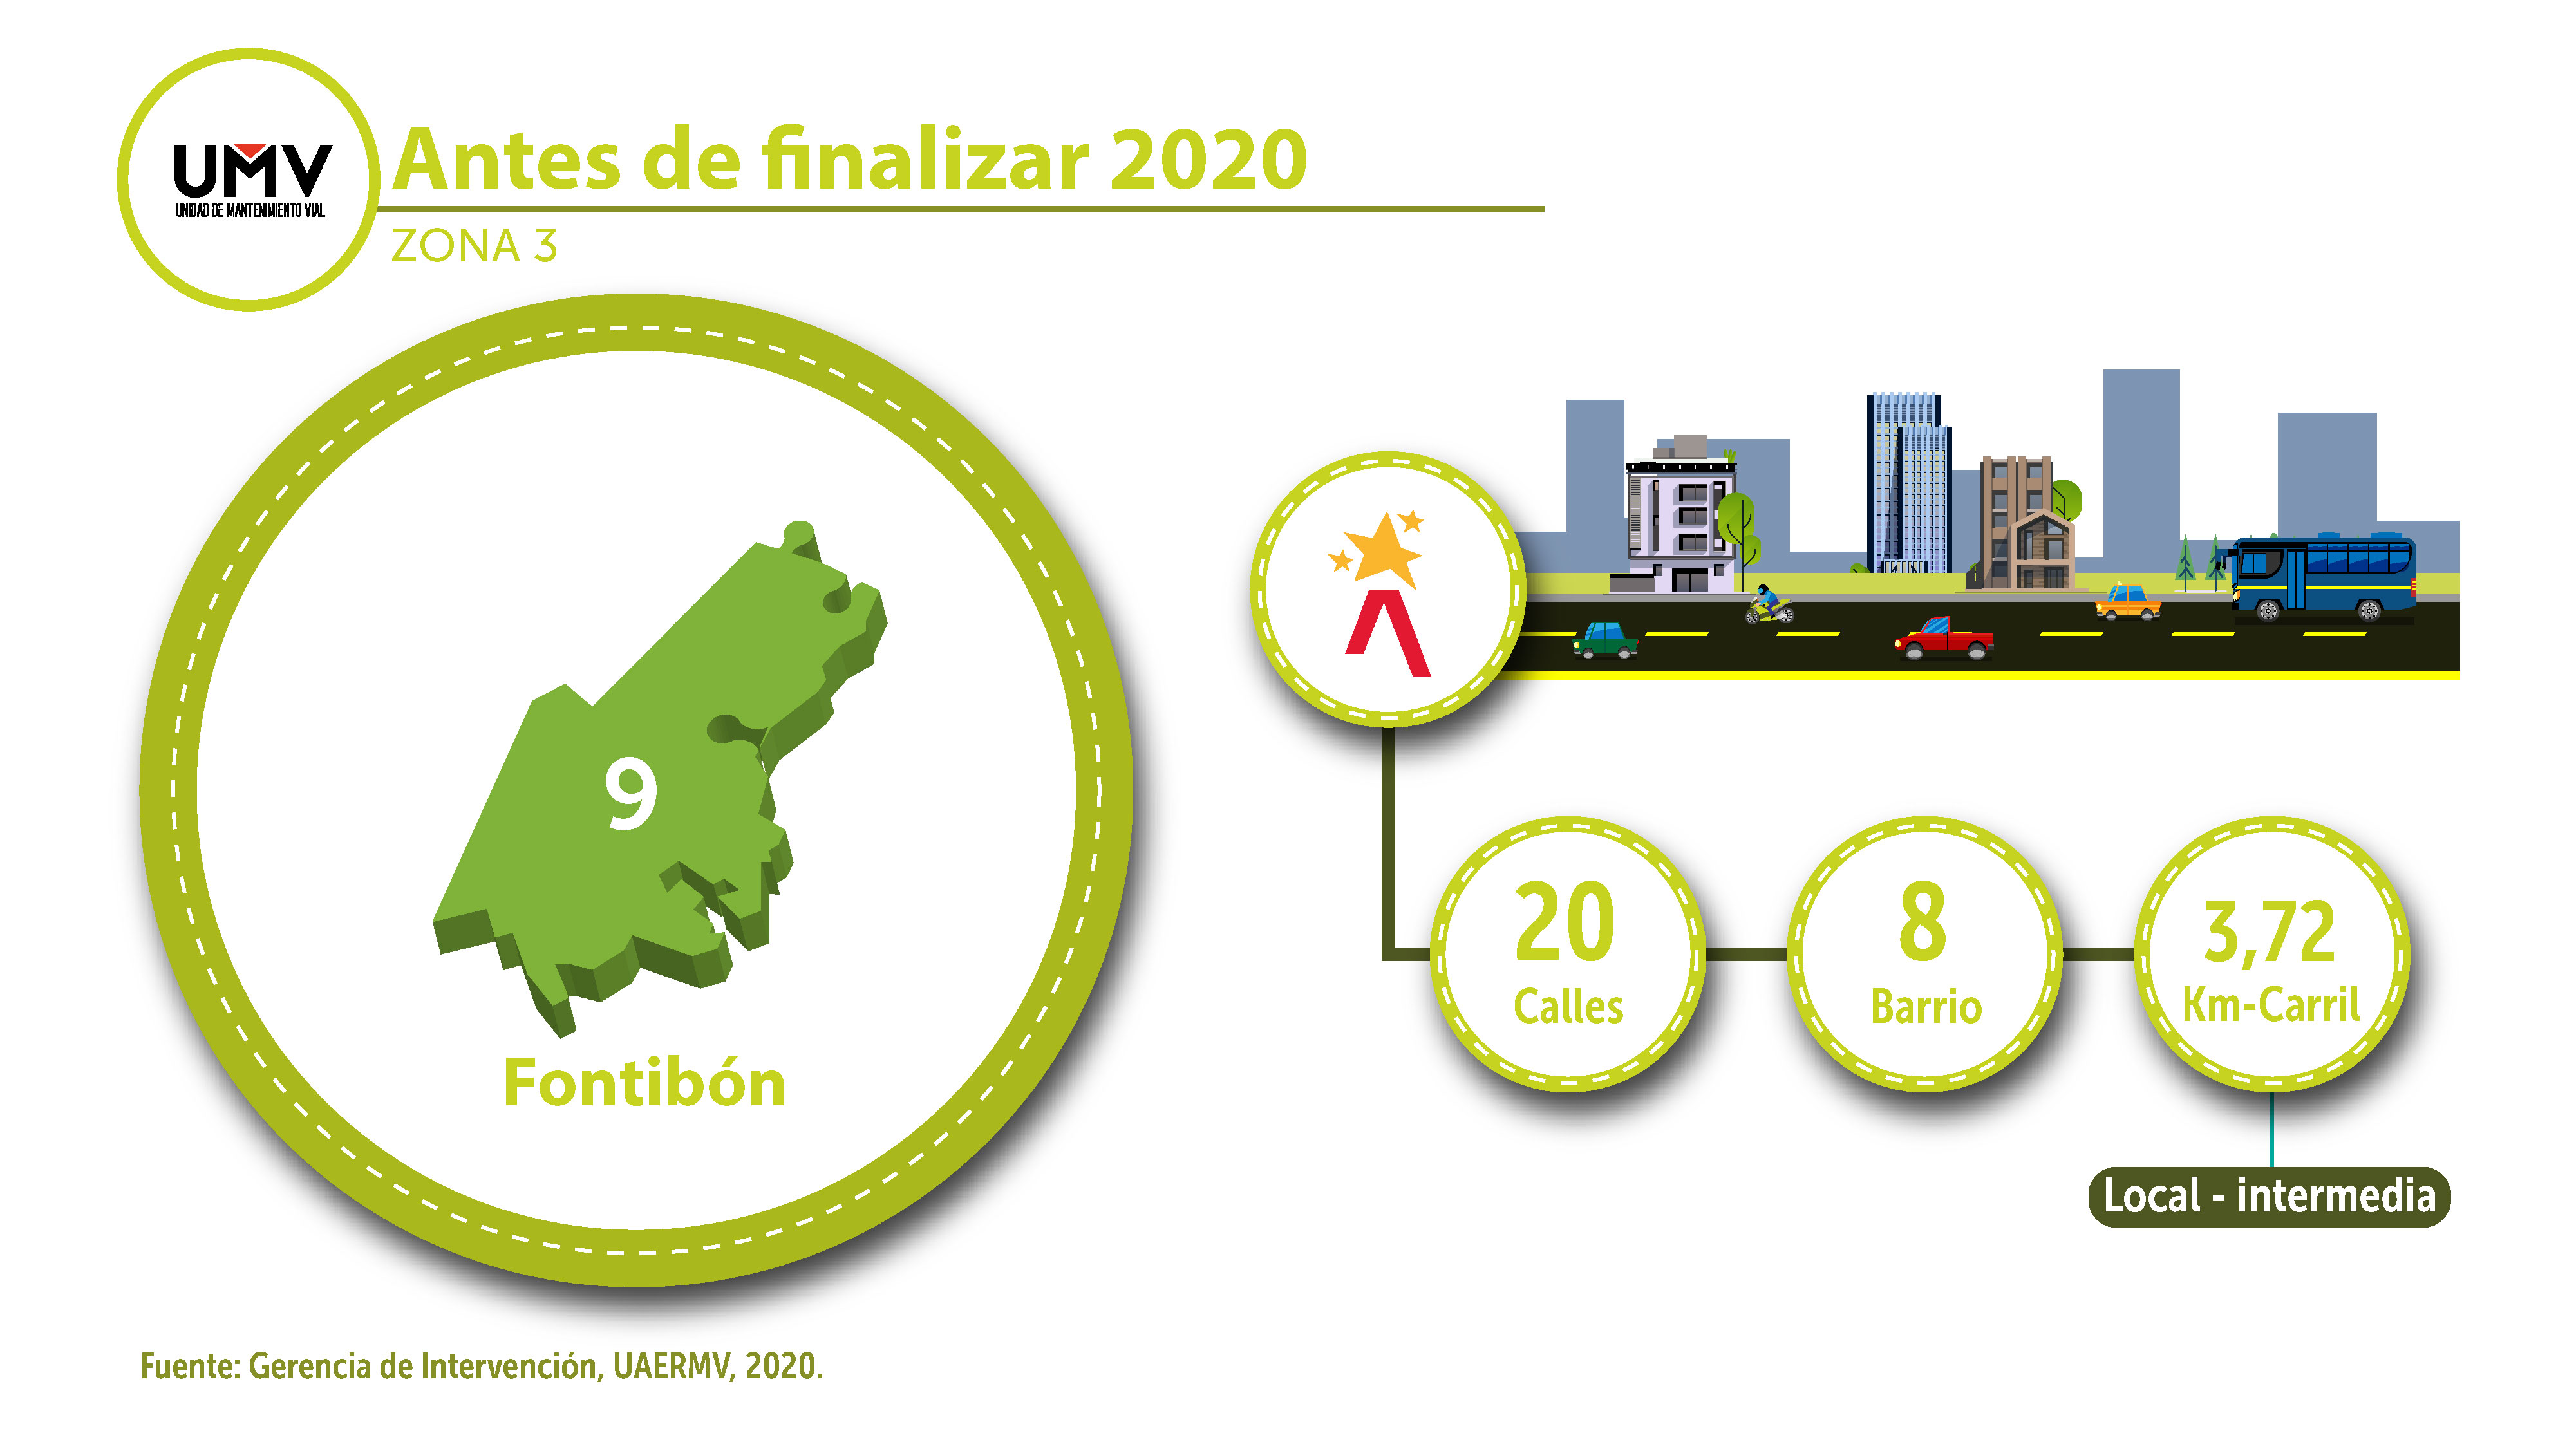 UMV
UNIDAD DE MANTENIMIENTO VIAL
Antes de finalizar 2020
ZONA 3
9
Fontibón
20
Calles
8
Barrio
3,72
Km-Carril
Local - intermedia
Fuente: Gerencia de Intervención, UAERMV, 2020.